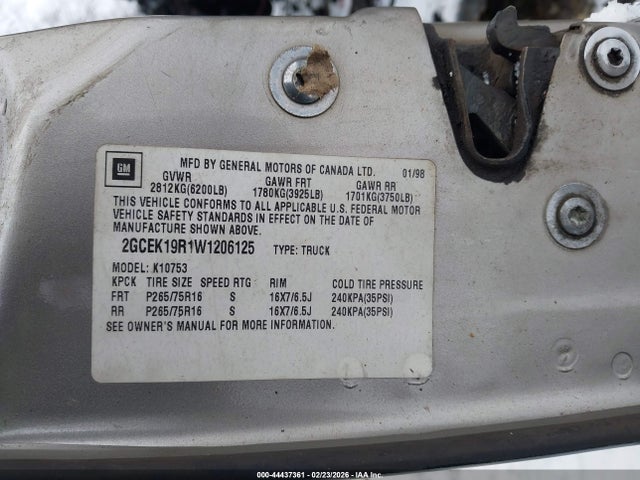 GM
MFD BY GENERAL MOTORS OF CANADA LTD. 01/98
GVWR GAWR FRT GAWR RR
2812KG(6200LB) 1780KG(3925LB) 1701KG(3750LB)
THIS VEHICLE CONFORMS TO ALL APPLICABLE U.S. FEDERAL MOTOR
VEHICLE SAFETY STANDARDS IN EFFECT ON THE DATE OF
MANUFACTURE SHOWN ABOVE.
2GCEK19R1W1206125 TYPE: TRUCK
MODEL: K10753
KPCK TIRE SIZE SPEED RTG RIM COLD TIRE PRESSURE
FRT P265/75R16 S 16X7/6.5J 240KPA(35PSI)
RR P265/75R16 S 16X7/6.5J 240KPA(35PSI)
SEE OWNER'S MANUAL FOR MORE INFORMATION.
000-44437361 - 02/23/2026 - IAA Inc.